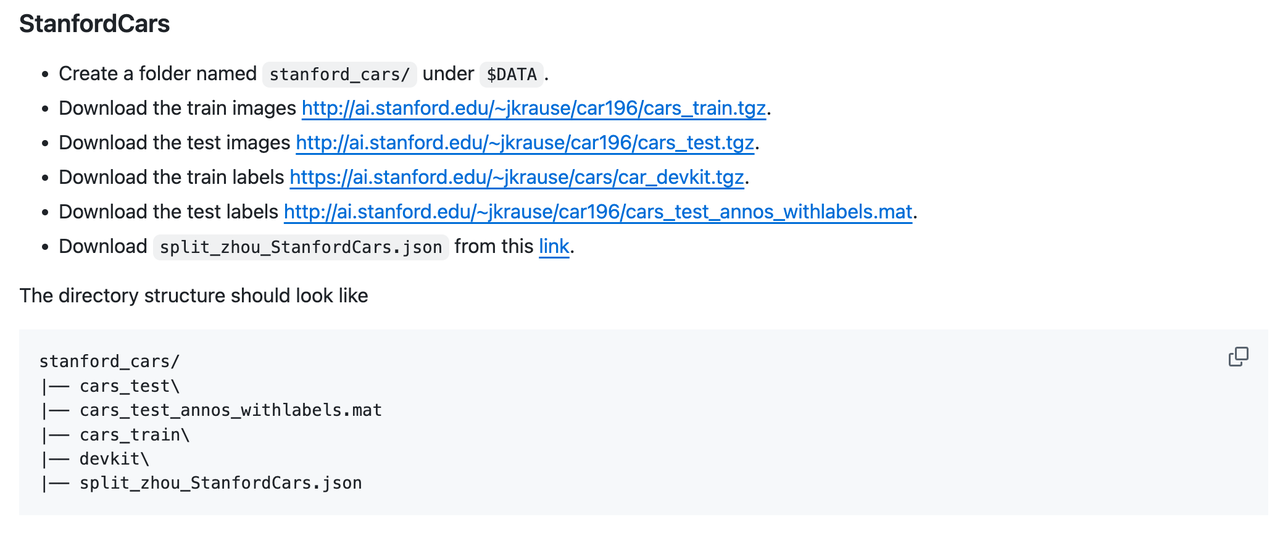 StanfordCars
• Create a folder named stanford_cars/ under $DATA.
• Download the train images http://ai.stanford.edu/~jkrause/car196/cars_train.tgz.
• Download the test images http://ai.stanford.edu/~jkrause/car196/cars_test.tgz.
• Download the train labels https://ai.stanford.edu/~jkrause/cars/car_devkit.tgz.
• Download the test labels http://ai.stanford.edu/~jkrause/car196/cars_test_annos_withlabels.mat.
• Download split_zhou_StanfordCars.json from this link.
The directory structure should look like
stanford_cars/
|–– cars_test\
|–– cars_test_annos_withlabels.mat
|–– cars_train\
|–– devkit\
|–– split_zhou_StanfordCars.json